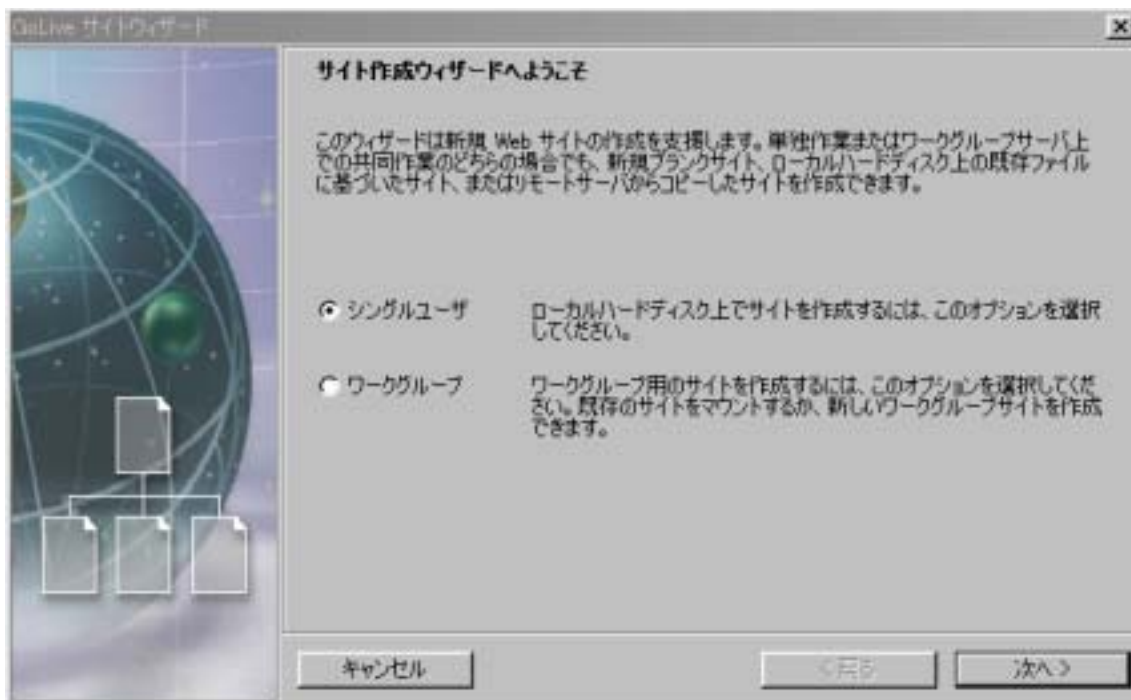 GoLive サイトウィザード
サイト作成ウィザードへようこそ
このウィザードは新規 Web サイトの作成を支援します。単独作業またはワークグループサーバ上
での共同作業のどちらの場合でも、新規ブランクサイト、ローカルハードディスク上の既存ファイル
に基づいたサイト、またはリモートサーバからコピーしたサイトを作成できます。
シングルユーザ
ローカルハードディスク上でサイトを作成するには、このオプションを選択
してください。
ワークグループ
ワークグループ用のサイトを作成するには、このオプションを選択してくだ
さい。既存のサイトをマウントするか、新しいワークグループサイトを作成
できます。
キャンセル
< 戻る
次へ >